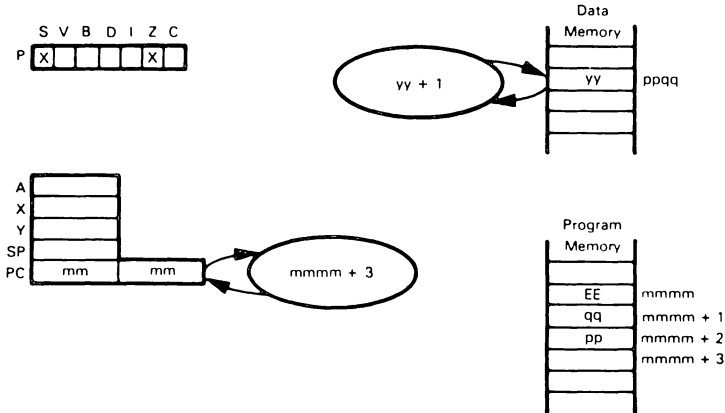 S V B D I Z C
P X X
Data
Memory
yy ppqq
yy + 1
A
X
Y
SP
PC mm mm
mmmm + 3
Program
Memory
EE mmmm
qq mmmm + 1
pp mmmm + 2
mmmm + 3